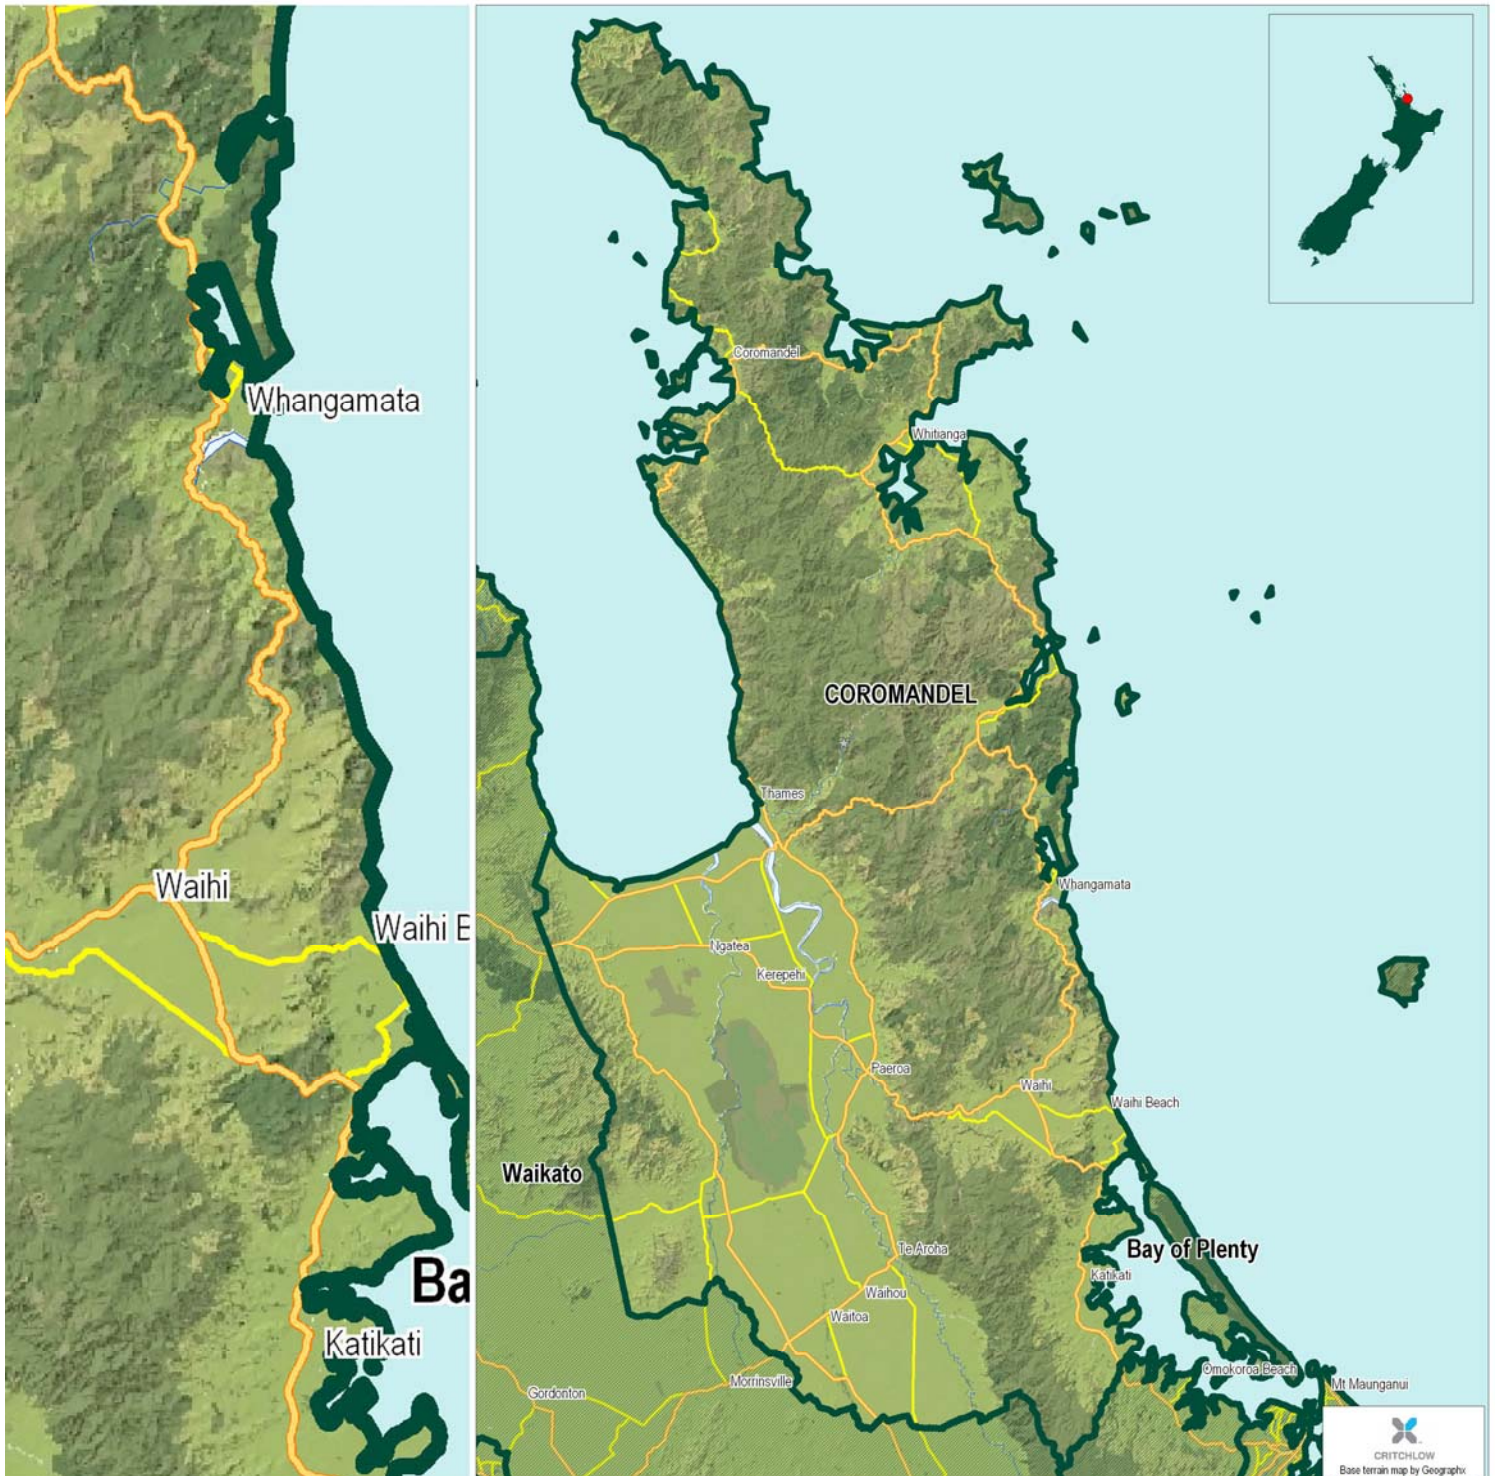 Whangamata
Waihi
Waihi B
Ba
Katikati
Coromandel
Whitianga
COROMANDEL
Thames
Whangamata
Ngatea
Kerepehi
Paeroa
Waihi
Waihi Beach
Waikato
Te Aroha
Bay of Plenty
Katikati
Waihou
Waitoa
Omokoroa Beach
Morrinsville
Mt Maunganui
Gordonton
CRITCHLOW
Base terrain map by Geographx